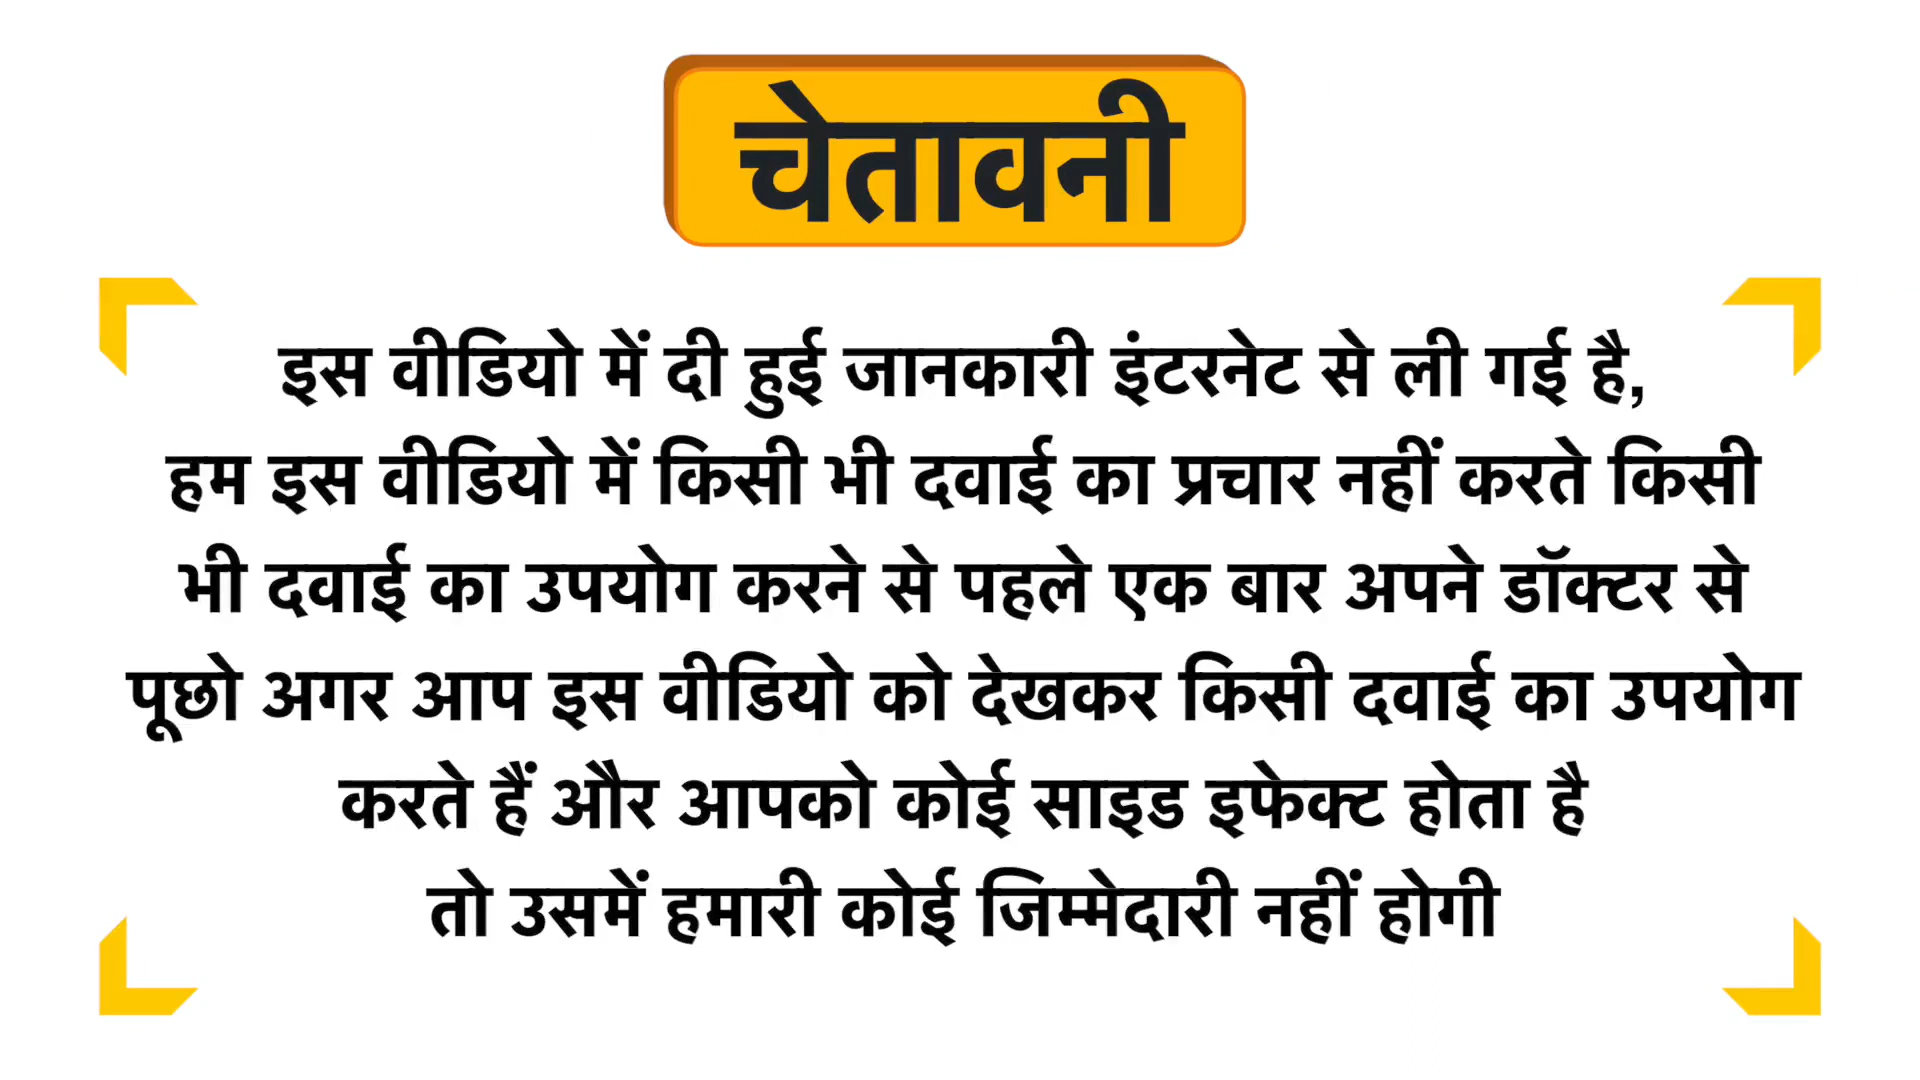 चेतावनी
इस वीडियो में दी हुई जानकारी इंटरनेट से ली गई है,
हम इस वीडियो में किसी भी दवाई का प्रचार नहीं करते किसी
भी दवाई का उपयोग करने से पहले एक बार अपने डॉक्टर से
पूछो अगर आप इस वीडियो को देखकर किसी दवाई का उपयोग
करते हैं और आपको कोई साइड इफेक्ट होता है
तो उसमें हमारी कोई जिम्मेदारी नहीं होगी